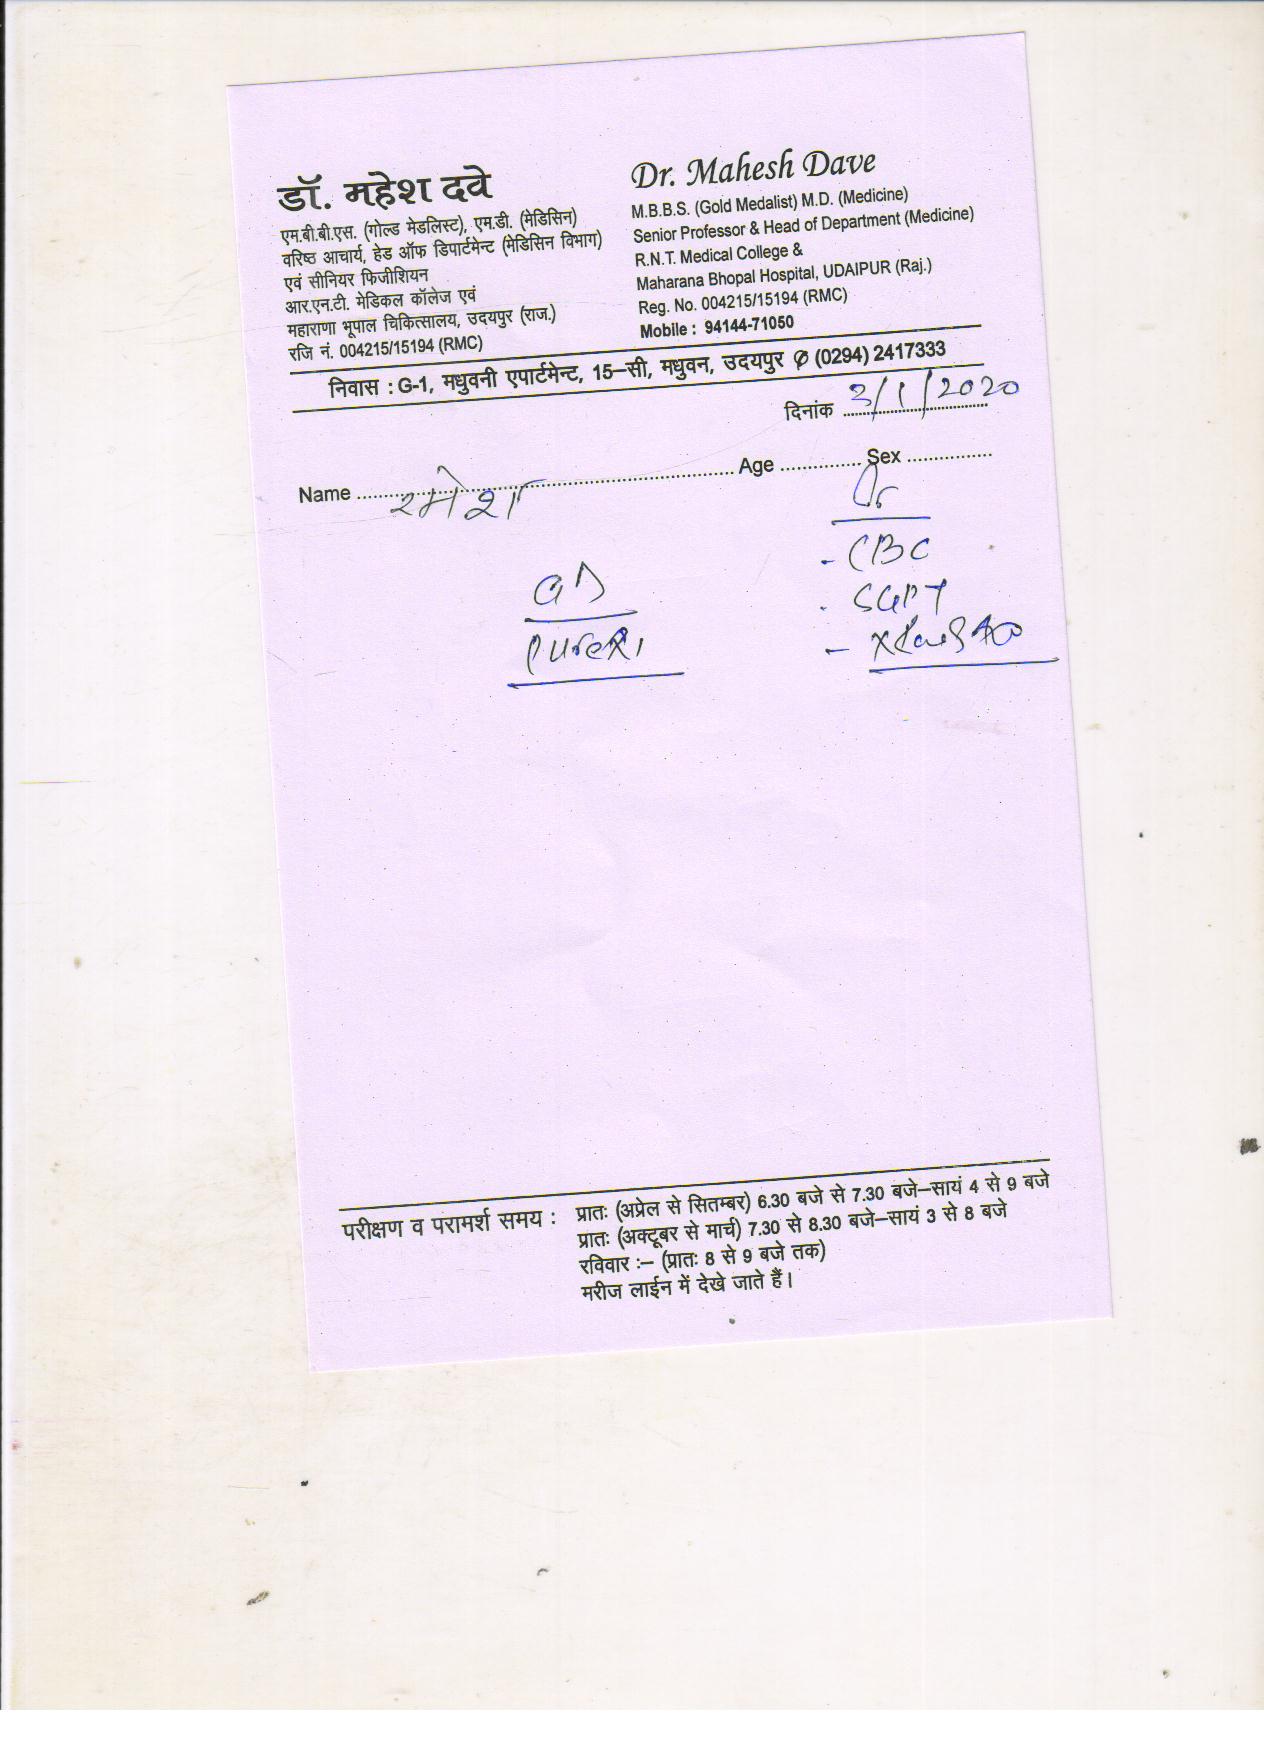 डॉ. महेश दवे
एम.बी.बी.एस. (गोल्ड मेडलिस्ट), एम.डी. (मेडिसिन)
वरिष्ठ आचार्य, हेड ऑफ डिपार्टमेन्ट (मेडिसिन विभाग)
एवं सीनियर फिजीशियन
आर.एन.टी. मेडिकल कॉलेज एवं
महाराणा भूपाल चिकित्सालय, उदयपुर (राज.)
रजि नं. 004215/15194 (RMC)
Dr. Mahesh Dave
M.B.B.S. (Gold Medalist) M.D. (Medicine)
Senior Professor & Head of Department (Medicine)
R.N.T. Medical College &
Maharana Bhopal Hospital, UDAIPUR (Raj.)
Reg. No. 004215/15194 (RMC)
Mobile : 94144-71050
निवास : G-1, मधुवनी एपार्टमेन्ट, 15–सी, मधुवन, उदयपुर ✆ (0294) 2417333
दिनांक 3/1/2020
Name रमेश Age Sex
- CBC
- SGPT
परीक्षण व परामर्श समय : प्रातः (अप्रेल से सितम्बर) 6.30 बजे से 7.30 बजे–सायं 4 से 9 बजे
प्रातः (अक्टूबर से मार्च) 7.30 से 8.30 बजे–सायं 3 से 8 बजे
रविवार :– (प्रातः 8 से 9 बजे तक)
मरीज लाईन में देखे जाते हैं।